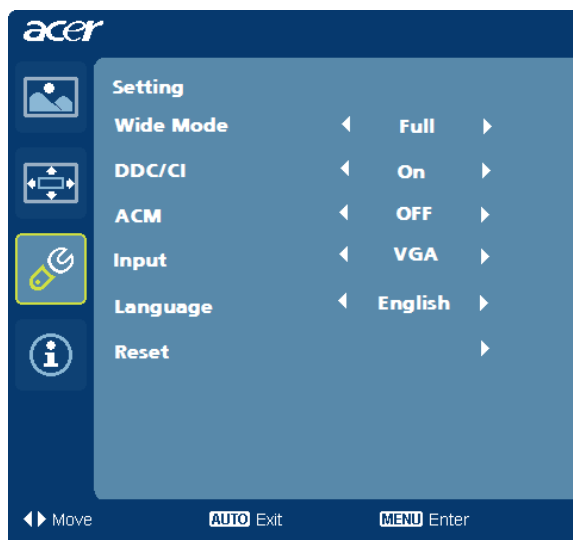 acer
Setting
Wide Mode Full
DDC/CI On
ACM OFF
Input VGA
Language English
Reset
Move AUTO Exit MENU Enter